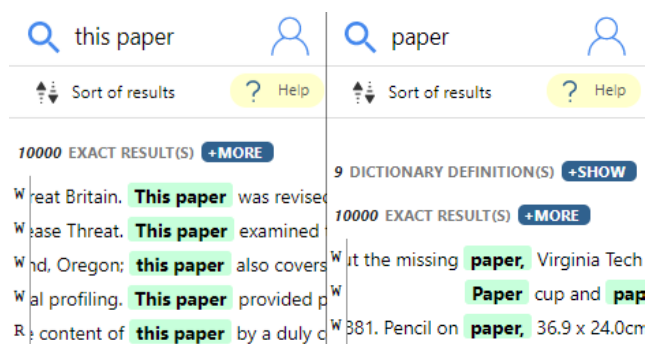 this paper
Sort of results
? Help
10000 EXACT RESULT(S) +MORE
W reat Britain. This paper was revised
W ease Threat. This paper examined
W nd, Oregon; this paper also covers
W al profiling. This paper provided
R content of this paper by a duly
paper
Sort of results
? Help
9 DICTIONARY DEFINITION(S) +SHOW
10000 EXACT RESULT(S) +MORE
W ut the missing paper, Virginia Tech
W Paper cup and pap
W 881. Pencil on paper, 36.9 x 24.0cm